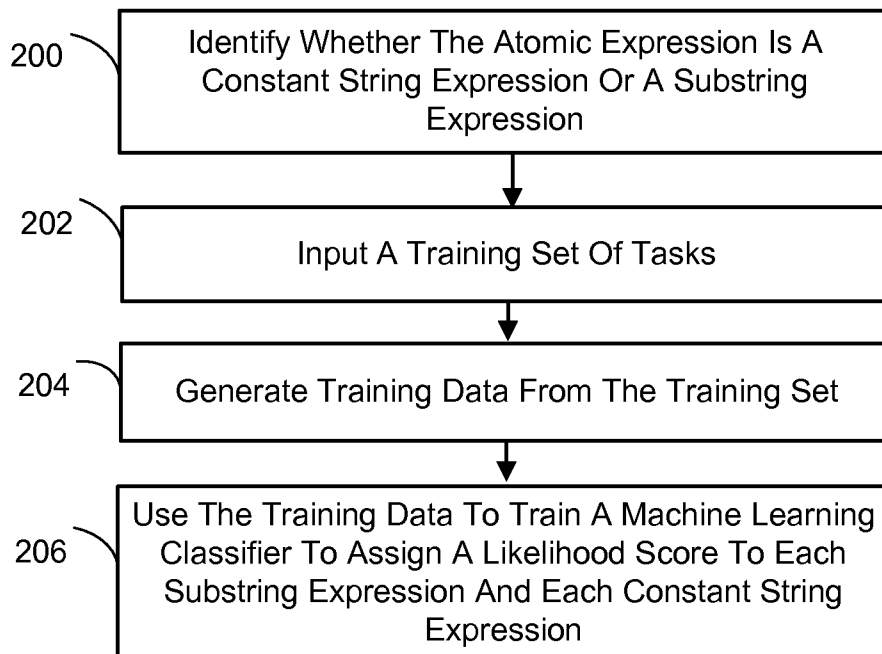 200
Identify Whether The Atomic Expression Is A
Constant String Expression Or A Substring
Expression
202
Input A Training Set Of Tasks
204
Generate Training Data From The Training Set
206
Use The Training Data To Train A Machine Learning
Classifier To Assign A Likelihood Score To Each
Substring Expression And Each Constant String
Expression